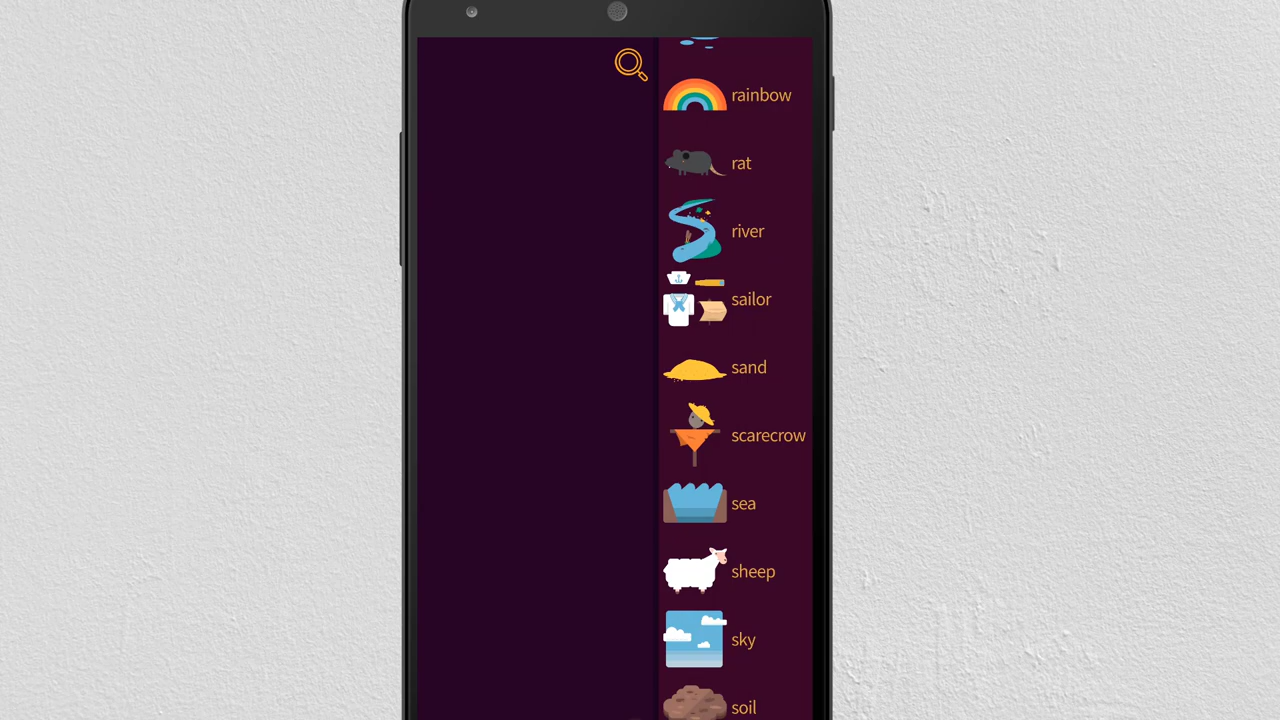 rainbow
rat
river
sailor
sand
scarecrow
sea
sheep
sky
soil